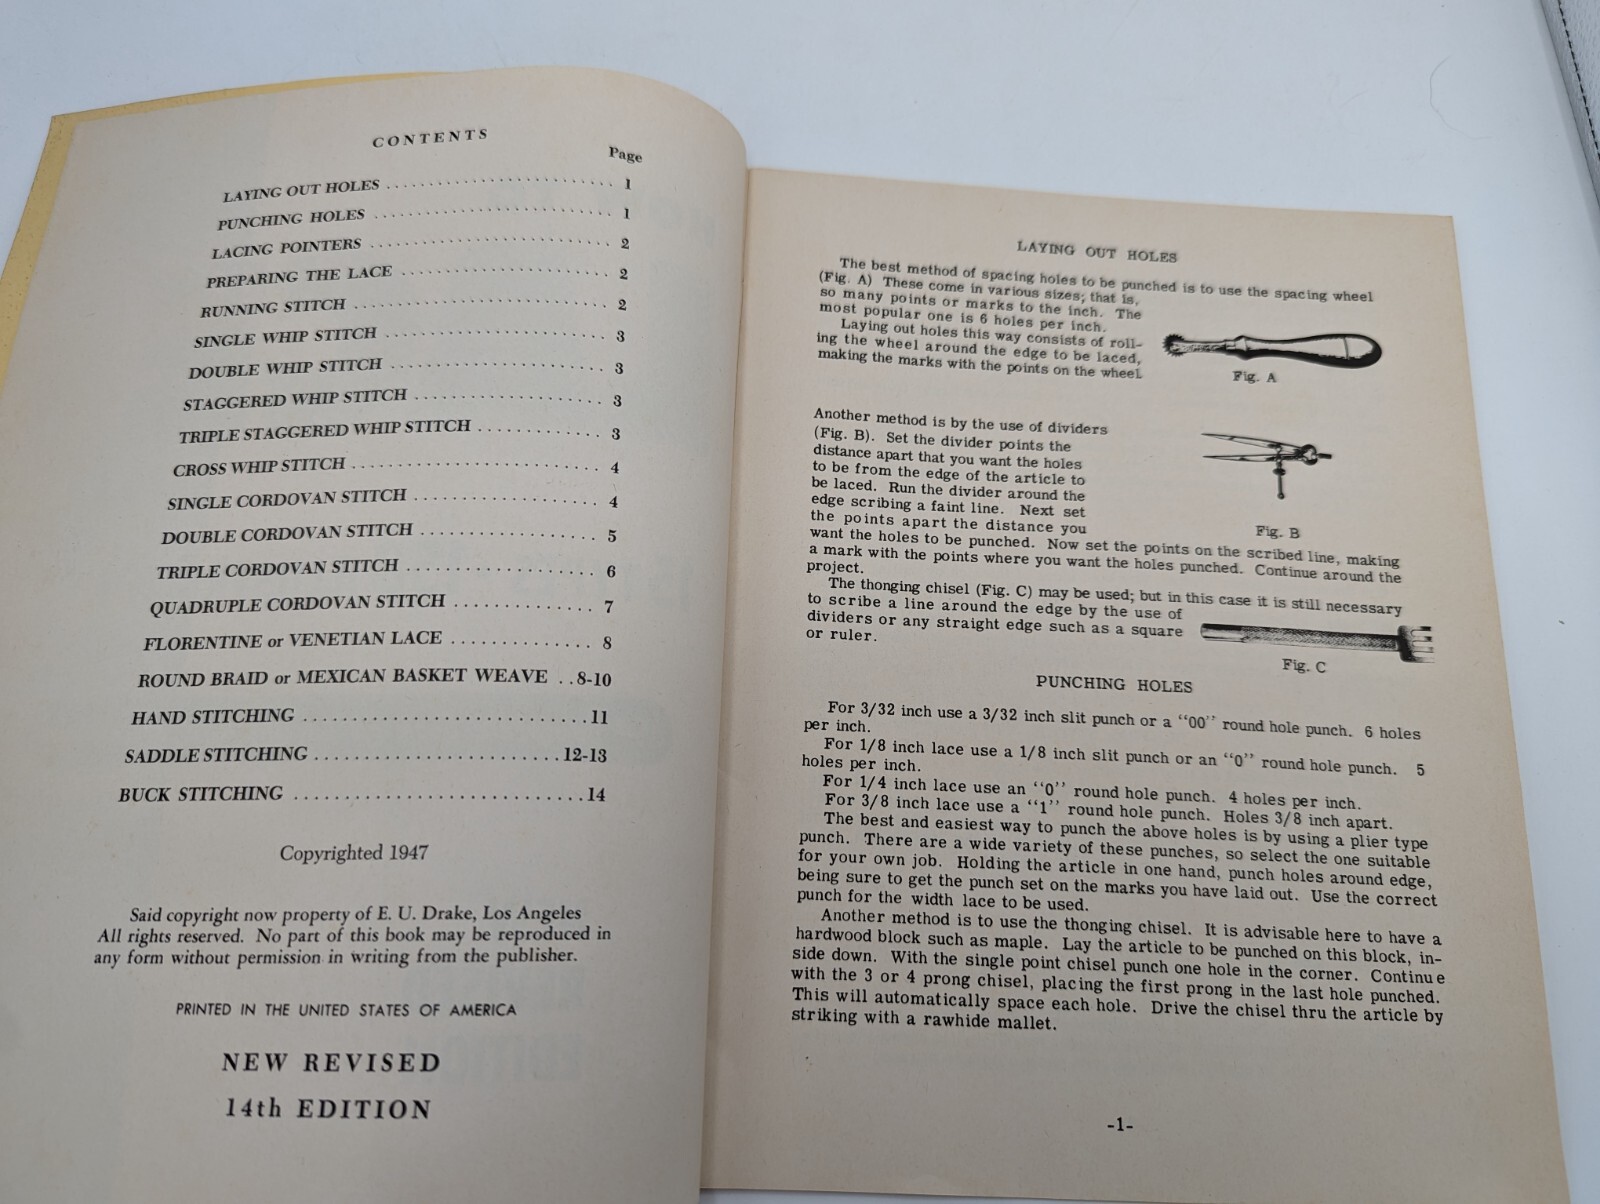 CONTENTS
Page
LAYING OUT HOLES ........................... 1
PUNCHING HOLES ............................ 1
LACING POINTERS ............................ 2
PREPARING THE LACE ........................ 2
RUNNING STITCH ............................. 2
SINGLE WHIP STITCH .......................... 3
DOUBLE WHIP STITCH ......................... 3
STAGGERED WHIP STITCH ...................... 3
TRIPLE STAGGERED WHIP STITCH ............. 3
CROSS WHIP STITCH ........................... 4
SINGLE CORDOVAN STITCH .................... 4
DOUBLE CORDOVAN STITCH ................... 5
TRIPLE CORDOVAN STITCH .................... 6
QUADRUPLE CORDOVAN STITCH ............. 7
FLORENTINE or VENETIAN LACE .............. 8
ROUND BRAID or MEXICAN BASKET WEAVE ..8-10
HAND STITCHING ............................11
SADDLE STITCHING ........................12-13
BUCK STITCHING .............................14
Copyrighted 1947
Said copyright now property of E. U. Drake, Los Angeles
All rights reserved. No part of this book may be reproduced in
any form without permission in writing from the publisher.
PRINTED IN THE UNITED STATES OF AMERICA
NEW REVISED
14th EDITION
LAYING OUT HOLES
The best method of spacing holes to be punched is to use the spacing wheel
(Fig. A) These come in various sizes; that is,
so many points or marks to the inch. The
most popular one is 6 holes per inch.
Laying out holes this way consists of roll-
ing the wheel around the edge to be laced,
making the marks with the points on the wheel
Fig. A
Another method is by the use of dividers
(Fig. B). Set the divider points the
distance apart that you want the holes
to be from the edge of the article to
be laced. Run the divider around the
edge scribing a faint line. Next set
the points apart the distance you
Fig. B
want the holes to be punched. Now set the points on the scribed line, making
a mark with the points where you want the holes punched. Continue around the
project.
The thonging chisel (Fig. C) may be used; but in this case it is still necessary
to scribe a line around the edge by the use of
dividers or any straight edge such as a square
or ruler.
Fig. C
PUNCHING HOLES
For 3/32 inch use a 3/32 inch slit punch or a "00" round hole punch. 6 holes
per inch.
For 1/8 inch lace use a 1/8 inch slit punch or an "0" round hole punch. 5
holes per inch.
For 1/4 inch lace use an "0" round hole punch. 4 holes per inch.
For 3/8 inch lace use a "1" round hole punch. Holes 3/8 inch apart.
The best and easiest way to punch the above holes is by using a plier type
punch. There are a wide variety of these punches, so select the one suitable
for your own job. Holding the article in one hand, punch holes around edge,
being sure to get the punch set on the marks you have laid out. Use the correct
punch for the width lace to be used.
Another method is to use the thonging chisel. It is advisable here to have a
hardwood block such as maple. Lay the article to be punched on this block, in-
side down. With the single point chisel punch one hole in the corner. Continue
with the 3 or 4 prong chisel, placing the first prong in the last hole punched.
This will automatically space each hole. Drive the chisel thru the article by
striking with a rawhide mallet.
-1-